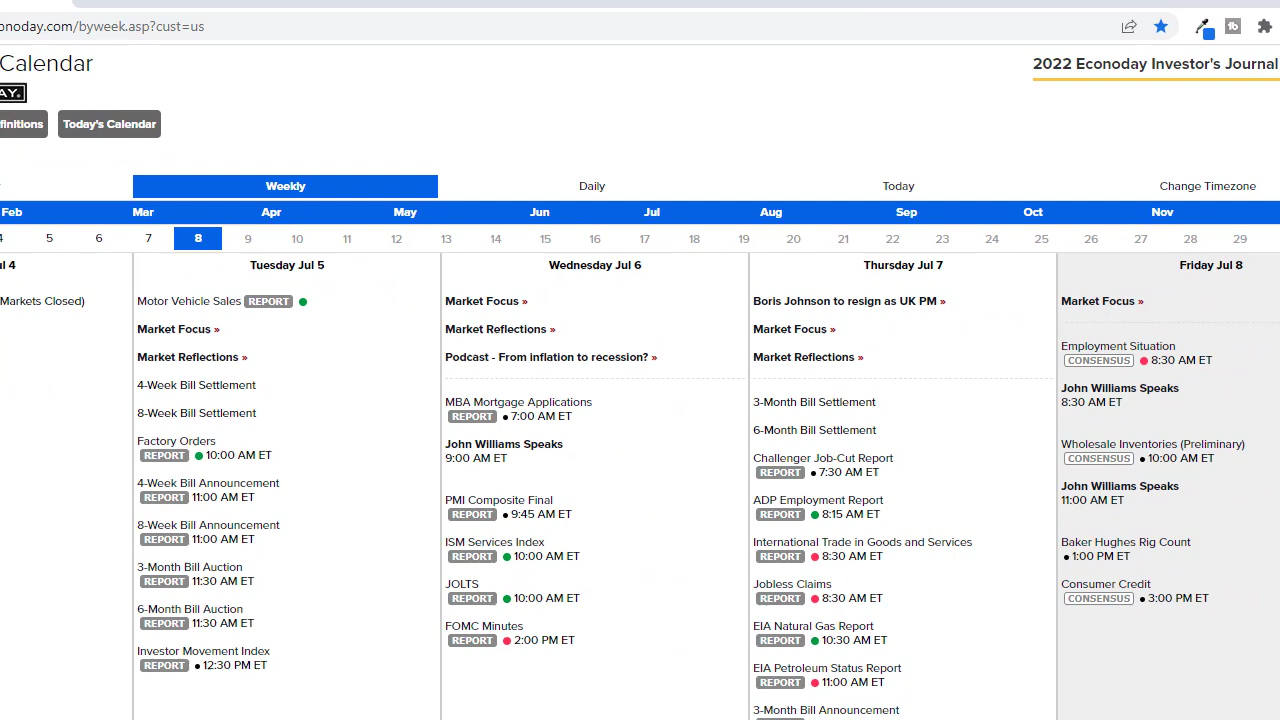 onoday.com/byweek.asp?cust=us
Calendar
2022 Econoday Investor's Journal
AY.
finitions
Today's Calendar
Weekly
Daily
Today
Change Timezone
Feb
Mar
Apr
May
Jun
Jul
Aug
Sep
Oct
Nov
4 5 6 7 8 9 10 11 12 13 14 15 16 17 18 19 20 21 22 23 24 25 26 27 28 29
ul 4
Markets Closed)
Tuesday Jul 5
Motor Vehicle Sales REPORT
Market Focus »
Market Reflections »
4-Week Bill Settlement
8-Week Bill Settlement
Factory Orders
REPORT 10:00 AM ET
4-Week Bill Announcement
11:00 AM ET
8-Week Bill Announcement
REPORT 11:00 AM ET
3-Month Bill Auction
REPORT 11:30 AM ET
6-Month Bill Auction
REPORT 11:30 AM ET
Investor Movement Index
REPORT 12:30 PM ET
Wednesday Jul 6
Market Focus »
Market Reflections »
Podcast - From inflation to recession? »
MBA Mortgage Applications
REPORT 7:00 AM ET
John Williams Speaks
9:00 AM ET
PMI Composite Final
REPORT 9:45 AM ET
ISM Services Index
REPORT 10:00 AM ET
JOLTS
REPORT 10:00 AM ET
FOMC Minutes
REPORT 2:00 PM ET
Thursday Jul 7
Boris Johnson to resign as UK PM »
Market Focus »
Market Reflections »
3-Month Bill Settlement
6-Month Bill Settlement
Challenger Job-Cut Report
REPORT 7:30 AM ET
ADP Employment Report
REPORT 8:15 AM ET
International Trade in Goods and Services
REPORT 8:30 AM ET
Jobless Claims
REPORT 8:30 AM ET
EIA Natural Gas Report
REPORT 10:30 AM ET
EIA Petroleum Status Report
REPORT 11:00 AM ET
3-Month Bill Announcement
Friday Jul 8
Market Focus »
Employment Situation
CONSENSUS 8:30 AM ET
John Williams Speaks
8:30 AM ET
Wholesale Inventories (Preliminary)
CONSENSUS 10:00 AM ET
John Williams Speaks
11:00 AM ET
Baker Hughes Rig Count
1:00 PM ET
Consumer Credit
CONSENSUS 3:00 PM ET